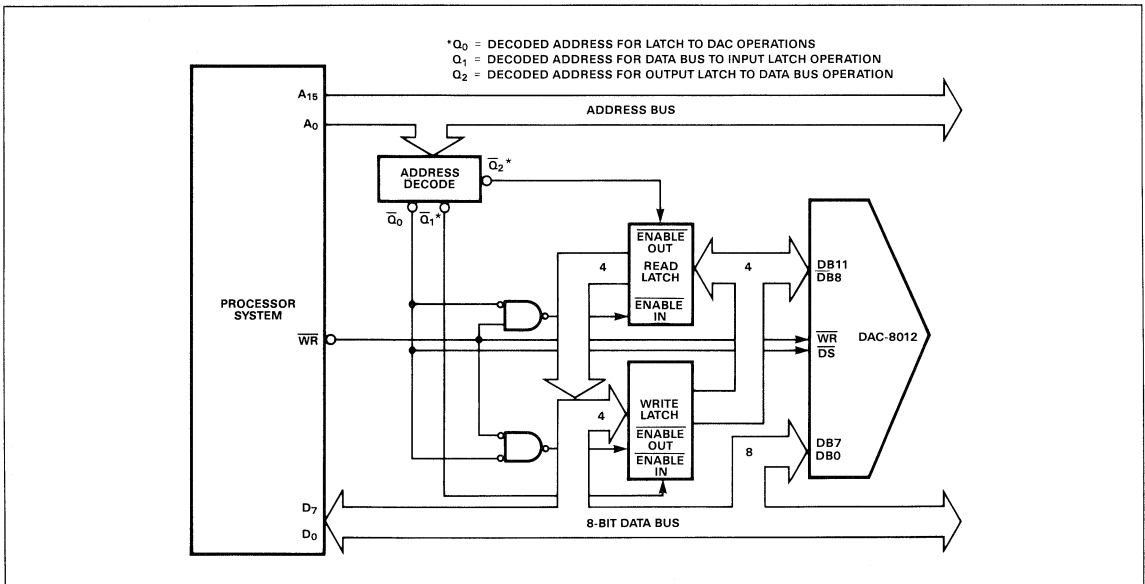 *Q₀ = DECODED ADDRESS FOR LATCH TO DAC OPERATIONS
Q₁ = DECODED ADDRESS FOR DATA BUS TO INPUT LATCH OPERATION
Q₂ = DECODED ADDRESS FOR OUTPUT LATCH TO DATA BUS OPERATION
A₁₅
ADDRESS BUS
A₀
ADDRESS
DECODE
Q̅₂*
Q̅₀
Q̅₁*
ENABLE
OUT
READ
LATCH
ENABLE
IN
4
4
DB11
DB8
PROCESSOR
SYSTEM
WR
WR
DS
DAC-8012
WRITE
LATCH
ENABLE
OUT
ENABLE
IN
4
8
DB7
DB0
D₇
D₀
8-BIT DATA BUS